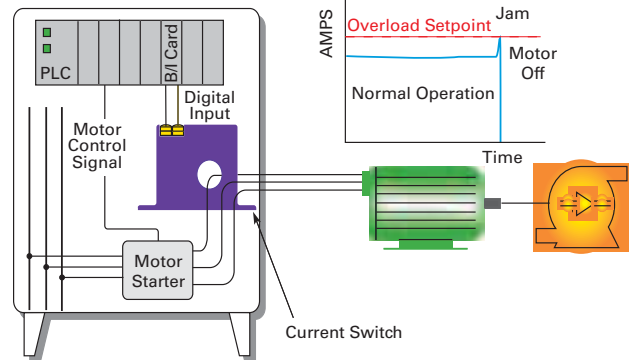 PLC
B/I Card
Digital
Input
Motor
Control
Signal
Motor
Starter
Current Switch
AMPS
Overload Setpoint
Jam
Motor
Off
Normal Operation
Time